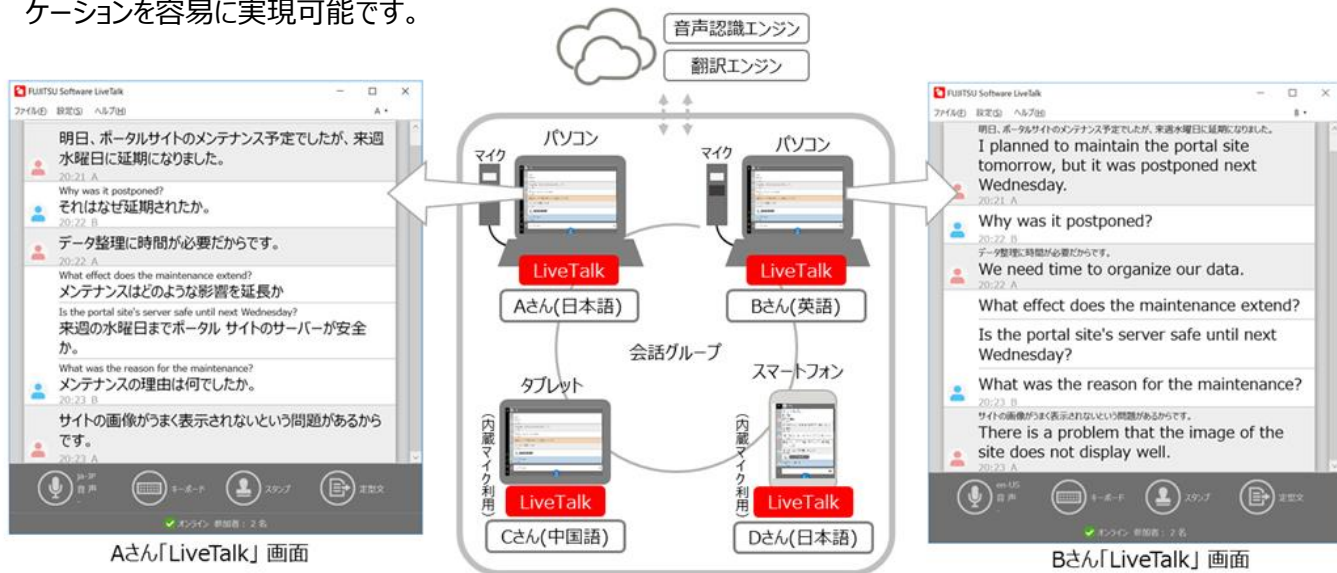 ケーションを容易に実現可能です。
音声認識エンジン
翻訳エンジン
FUJITSU Software LiveTalk
ファイル(F) 設定(S) ヘルプ(H)
A
明日、ポータルサイトのメンテナンス予定でしたが、来週
水曜日に延期になりました。
20:21 A
Why was it postponed?
それはなぜ延期されたか。
20:22 B
データ整理に時間が必要だからです。
20:22 A
What effect does the maintenance extend?
メンテナンスはどのような影響を延長か
Is the portal site's server safe until next Wednesday?
来週の水曜日までポータル サイトのサーバーが安全
か。
What was the reason for the maintenance?
メンテナンスの理由は何でしたか。
20:23 B
サイトの画像がうまく表示されないという問題があるから
です。
20:23 A
ja-JP
音声
キーボード
スタンプ
定型文
オンライン 参加者: 2 名
Aさん「LiveTalk」 画面
パソコン
マイク
LiveTalk
Aさん(日本語)
パソコン
マイク
LiveTalk
Bさん(英語)
会話グループ
タブレット
(内蔵マイク利用)
LiveTalk
Cさん(中国語)
スマートフォン
(内蔵マイク利用)
LiveTalk
Dさん(日本語)
FUJITSU Software LiveTalk
ファイル(F) 設定(S) ヘルプ(H)
B
明日、ポータルサイトのメンテナンス予定でしたが、来週水曜日に延期になりました。
I planned to maintain the portal site
tomorrow, but it was postponed next
Wednesday.
20:21 A
Why was it postponed?
20:22 B
データ整理に時間が必要だからです。
We need time to organize our data.
20:22 A
What effect does the maintenance extend?
Is the portal site's server safe until next
Wednesday?
What was the reason for the maintenance?
20:23 B
サイトの画像がうまく表示されないという問題があるからです。
There is a problem that the image of the
site does not display well.
20:23 A
en-US
音声
キーボード
スタンプ
定型文
オンライン 参加者: 2 名
Bさん「LiveTalk」 画面